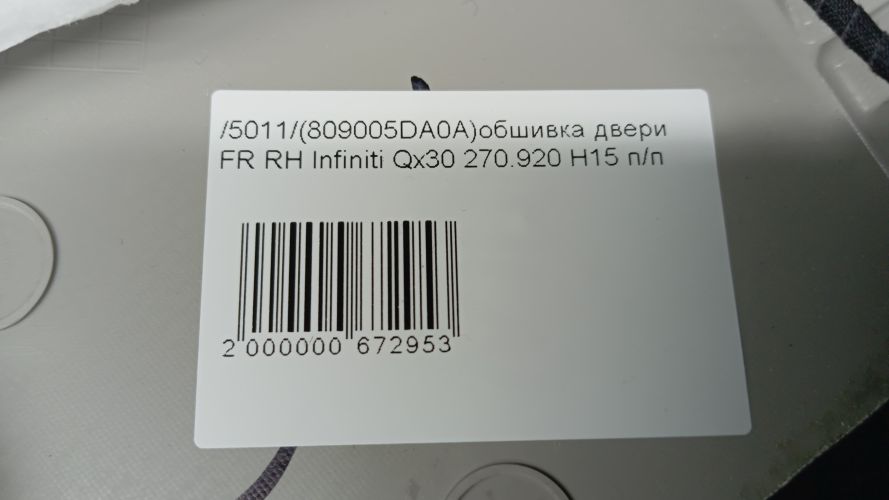 /5011/(809005DA0A)обшивка двери
FR RH Infiniti Qx30 270.920 H15 п/п
2 000000 672953